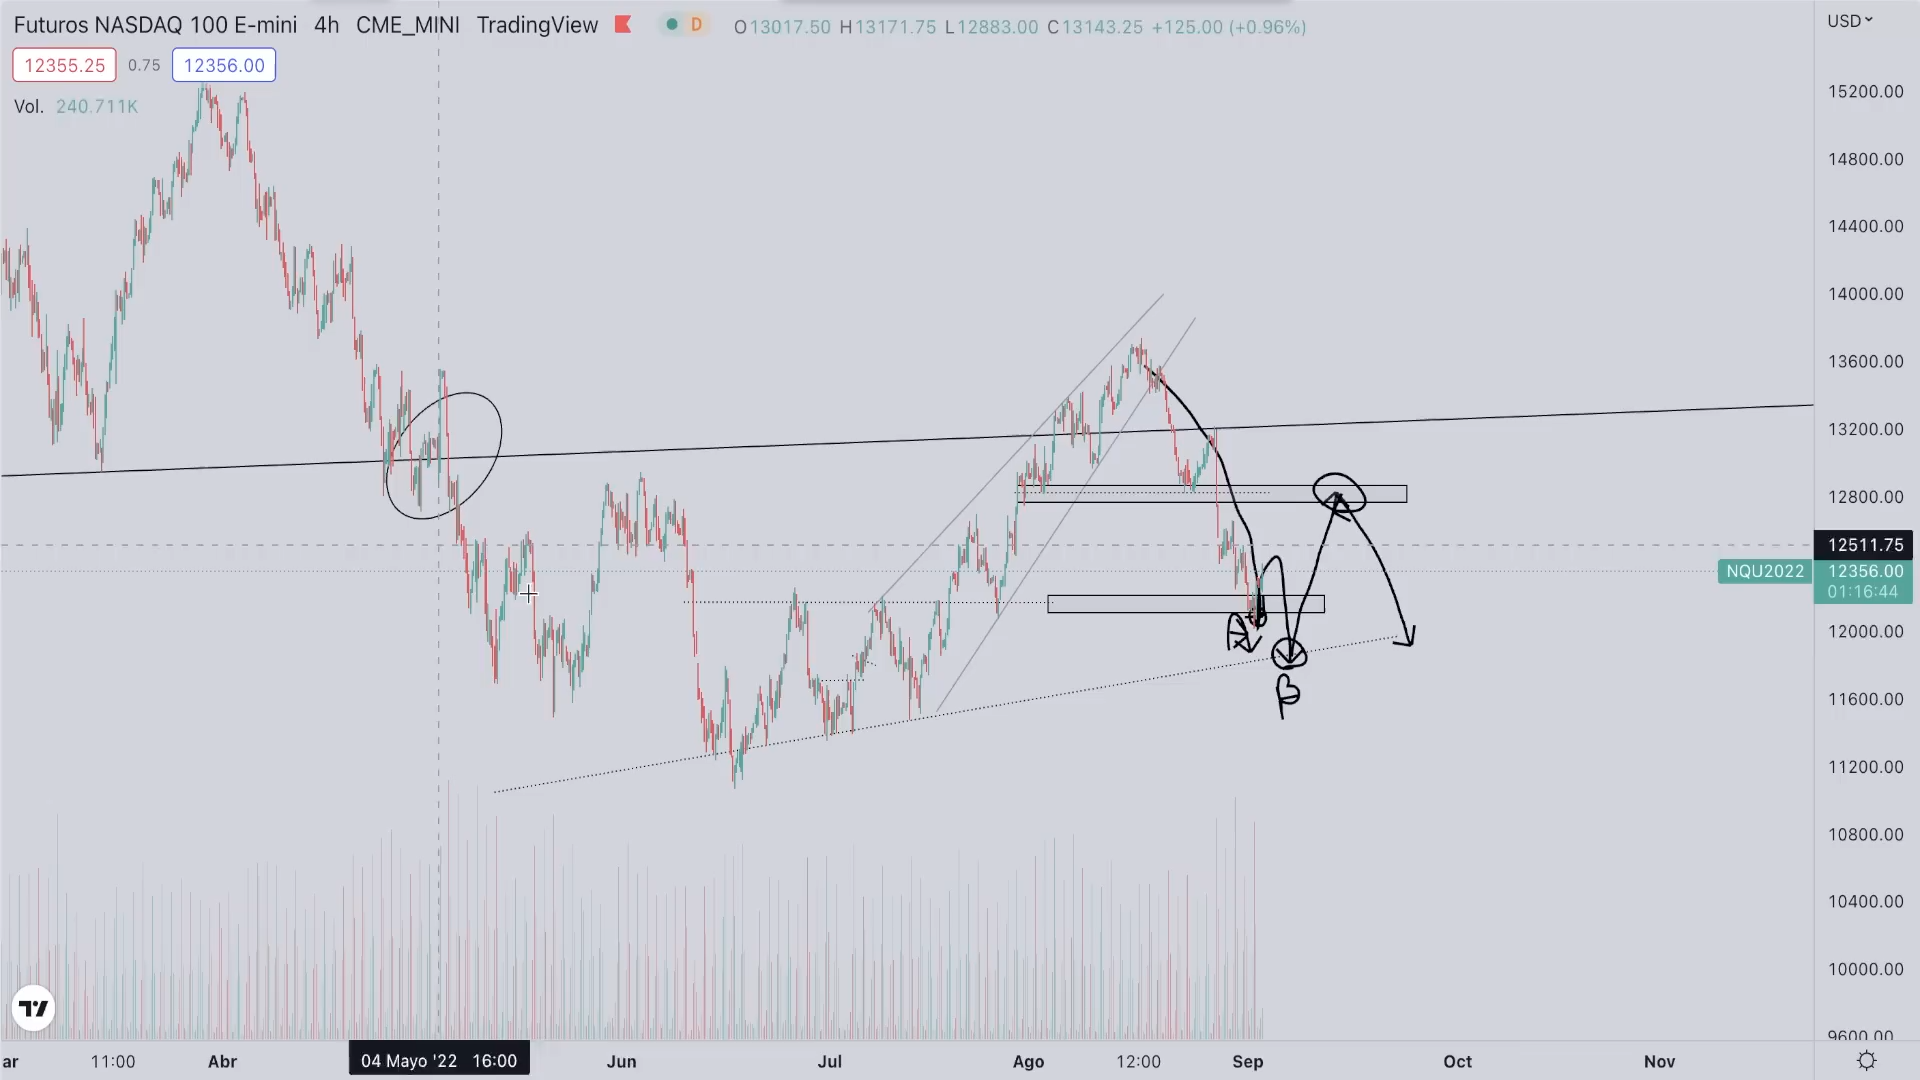 Futuros NASDAQ 100 E-mini 4h CME_MINI TradingView D O13017.50 H13171.75 L12883.00 C13143.25 +125.00 (+0.96%)
USD
12355.25 0.75 12356.00
Vol. 240.711K
15200.00
14800.00
14400.00
14000.00
13600.00
13200.00
12800.00
12511.75
NQU2022 12356.00
01:16:44
12000.00
11600.00
11200.00
10800.00
10400.00
10000.00
9600.00
A
B
ar 11:00 Abr 04 Mayo '22 16:00 Jun Jul Ago 12:00 Sep Oct Nov